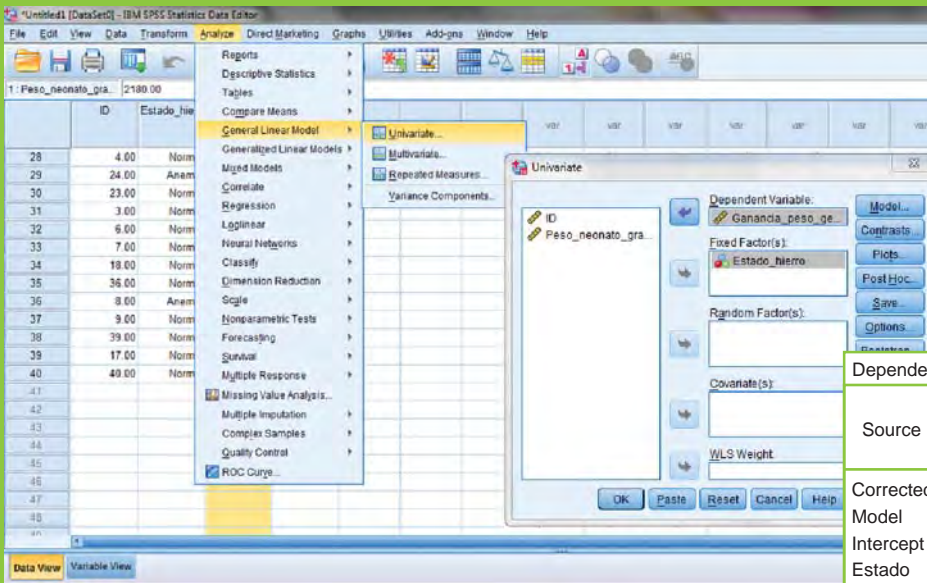 *Untitled1 [DataSet0] - IBM SPSS Statistics Data Editor
File Edit View Data Transform Analyze Direct Marketing Graphs Utilities Add-ons Window Help
1 : Peso_neonato_gra.. 2180.00
ID Estado_hie var var var var var var var
Reports
Descriptive Statistics
Tables
Compare Means
General Linear Model
Generalized Linear Models
Mixed Models
Correlate
Regression
Loglinear
Neural Networks
Classify
Dimension Reduction
Scale
Nonparametric Tests
Forecasting
Survival
Multiple Response
Missing Value Analysis...
Multiple Imputation
Complex Samples
Quality Control
ROC Curve...
Univariate...
Multivariate...
Repeated Measures...
Variance Components...
28 4.00 Norm
29 24.00 Anem
30 23.00 Norm
31 3.00 Norm
32 6.00 Norm
33 7.00 Norm
34 18.00 Norm
35 36.00 Norm
36 8.00 Anem
37 9.00 Norm
38 39.00 Norm
39 17.00 Norm
40 40.00 Norm
41
42
43
44
45
46
47
48
Univariate
ID
Peso_neonato_gra...
Dependent Variable:
Ganancia_peso_ge...
Fixed Factor(s):
Estado_hierro
Random Factor(s):
Covariate(s):
WLS Weight:
Model...
Contrasts...
Plots...
Post Hoc...
Save...
Options...
OK Paste Reset Cancel Help
Depende
Source
Corrected
Model
Intercept
Estado
Data View Variable View